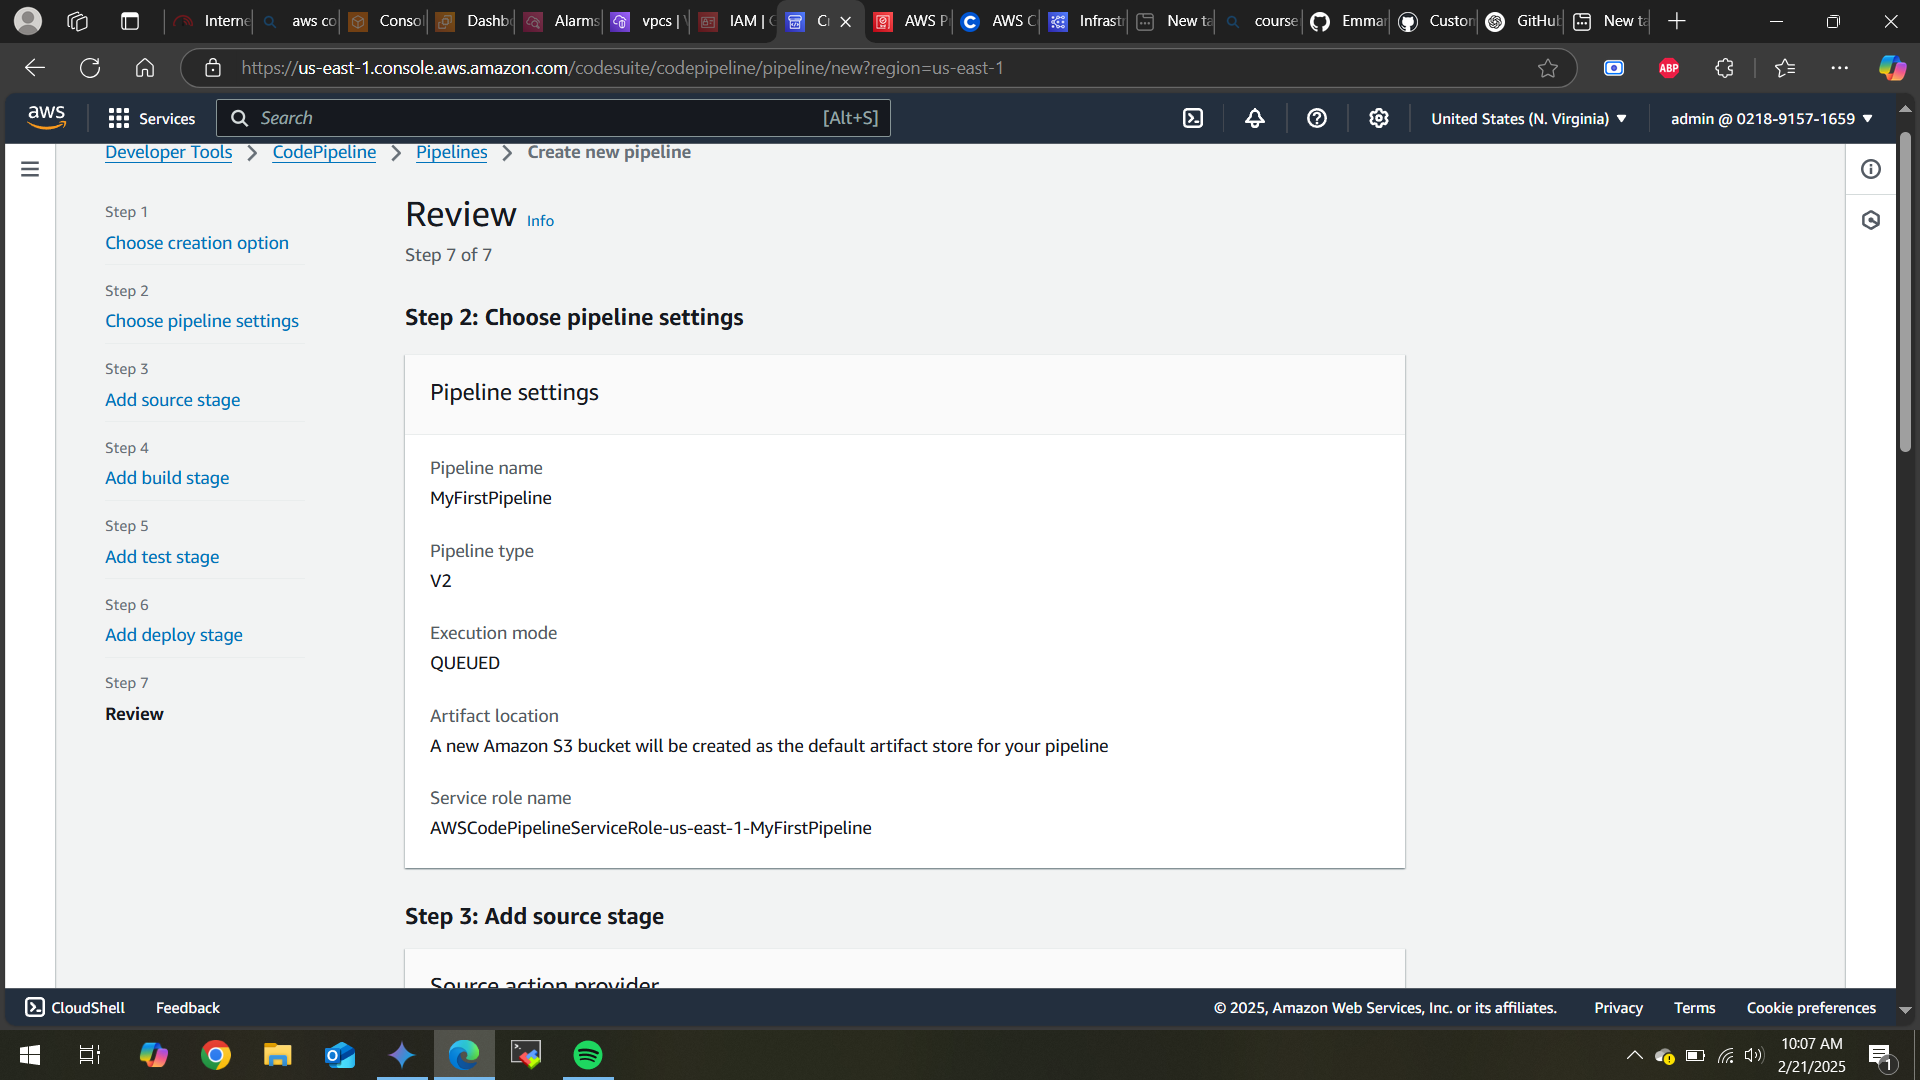 Interne
aws co
Consol
Dashbo
Alarms
vpcs |
IAM |
AWS
AWS C
Infrastr
New ta
course
Emmar
GitHub
New ta
https://us-east-1.console.aws.amazon.com/codesuite/codepipeline/pipeline/new?region=us-east-1
ABP
aws
Services
Search
[Alt+S]
United States (N. Virginia)
admin @ 0218-9157-1659
Developer Tools
CodePipeline
Pipelines
Create new pipeline
Step 1
Choose creation option
Step 2
Choose pipeline settings
Step 3
Add source stage
Step 4
Add build stage
Step 5
Add test stage
Step 6
Add deploy stage
Step 7
Review
Review Info
Step 7 of 7
Step 2: Choose pipeline settings
Pipeline settings
Pipeline name
MyFirstPipeline
Pipeline type
V2
Execution mode
QUEUED
Artifact location
A new Amazon S3 bucket will be created as the default artifact store for your pipeline
Service role name
AWSCodePipelineServiceRole-us-east-1-MyFirstPipeline
Step 3: Add source stage
Source action provider
CloudShell
Feedback
© 2025, Amazon Web Services, Inc. or its affiliates.
Privacy
Terms
Cookie preferences
10:07 AM
2/21/2025
1